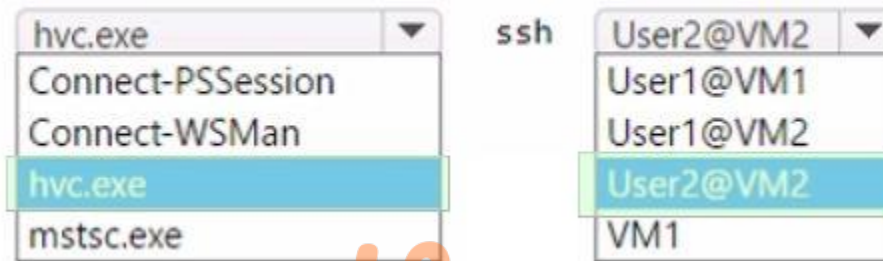 hvc.exe ssh User2@VM2
Connect-PSSession User1@VM1
Connect-WSMan User1@VM2
hvc.exe User2@VM2
mstsc.exe VM1